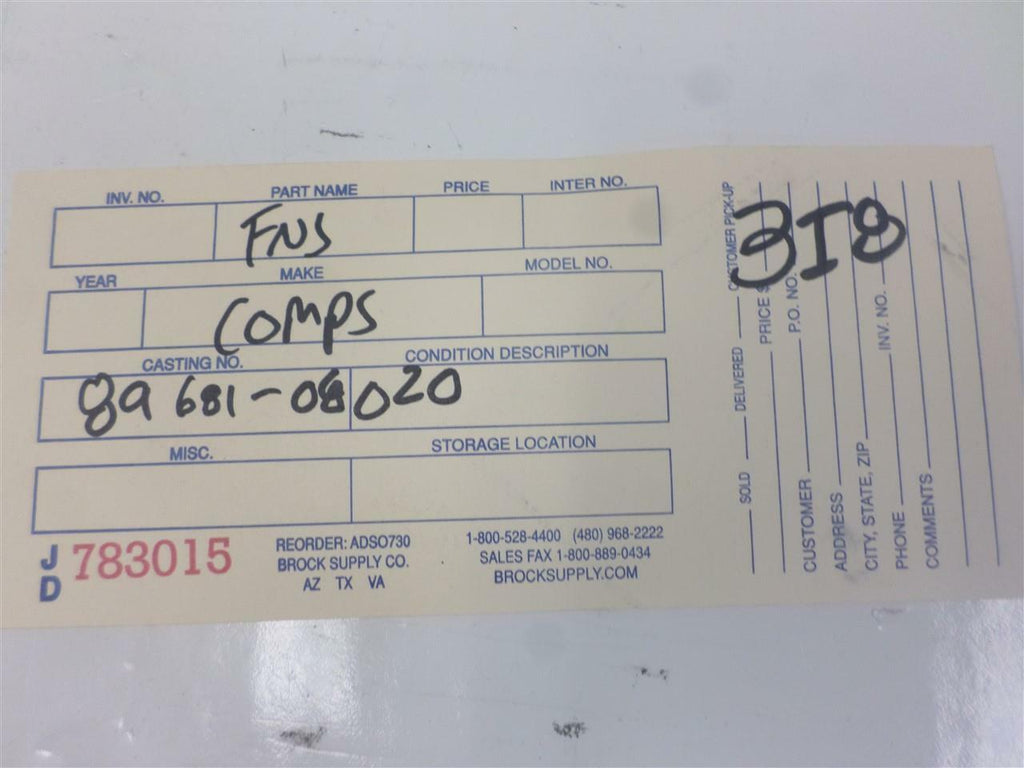 INV. NO. PART NAME PRICE INTER NO.
FNS
YEAR MAKE MODEL NO.
COMPS
CASTING NO. CONDITION DESCRIPTION
89 681-08020
MISC. STORAGE LOCATION
JD 783015
REORDER: ADSO730
BROCK SUPPLY CO.
AZ TX VA
1-800-528-4400 (480) 968-2222
SALES FAX 1-800-889-0434
BROCKSUPPLY.COM
3I8
SOLD DELIVERED CUSTOMER PICK-UP
PRICE $
CUSTOMER P.O. NO.
ADDRESS
CITY, STATE, ZIP
PHONE INV. NO.
COMMENTS